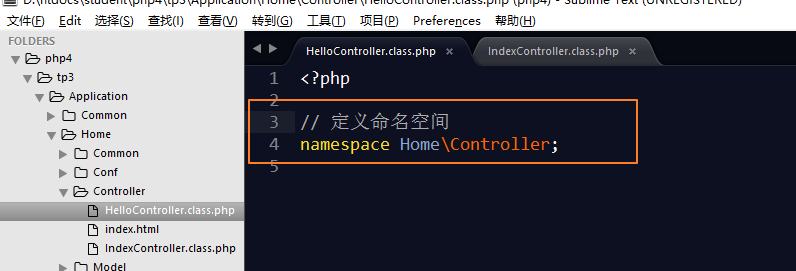 D:\htdocs\student\php4\tp3\Application\Home\Controller\HelloController.class.php (php4) - Sublime Text (UNREGISTERED)
文件(F) Edit 选择(S) 查找(I) 查看(V) 转到(G) 工具(T) 项目(P) Preferences 帮助(H)
FOLDERS
php4
tp3
Application
Common
Home
Common
Conf
Controller
HelloController.class.php
index.html
IndexController.class.php
Model
HelloController.class.php × IndexController.class.php ×
1 <?php
2
3 // 定义命名空间
4 namespace Home\Controller;
5